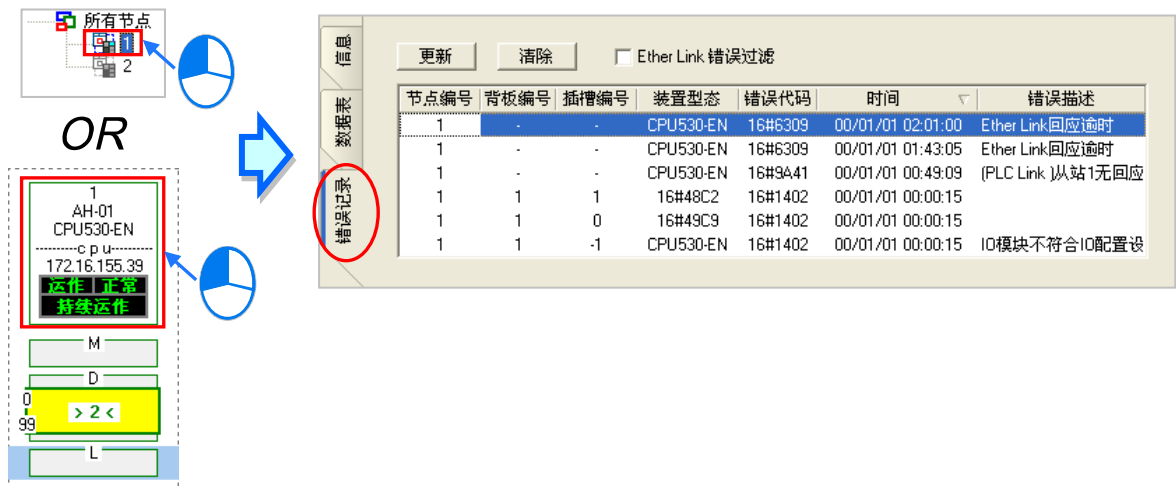 所有节点
1
2
OR
1
AH-01
CPU530-EN
cpu
172.16.155.39
运作 正常
持续运作
M
D
0
> 2 <
99
L
信息
数据表
错误记录
更新 清除 Ether Link 错误过滤
节点编号 背板编号 插槽编号 装置型态 错误代码 时间 错误描述
1 - - CPU530-EN 16#6309 00/01/01 02:01:00 Ether Link回应逾时
1 - - CPU530-EN 16#6309 00/01/01 01:43:05 Ether Link回应逾时
1 - - CPU530-EN 16#9A41 00/01/01 00:49:09 (PLC Link )从站1无回应
1 1 1 16#48C2 16#1402 00/01/01 00:00:15
1 1 0 16#49C9 16#1402 00/01/01 00:00:15
1 1 -1 CPU530-EN 16#1402 00/01/01 00:00:15 IO模块不符合IO配置设